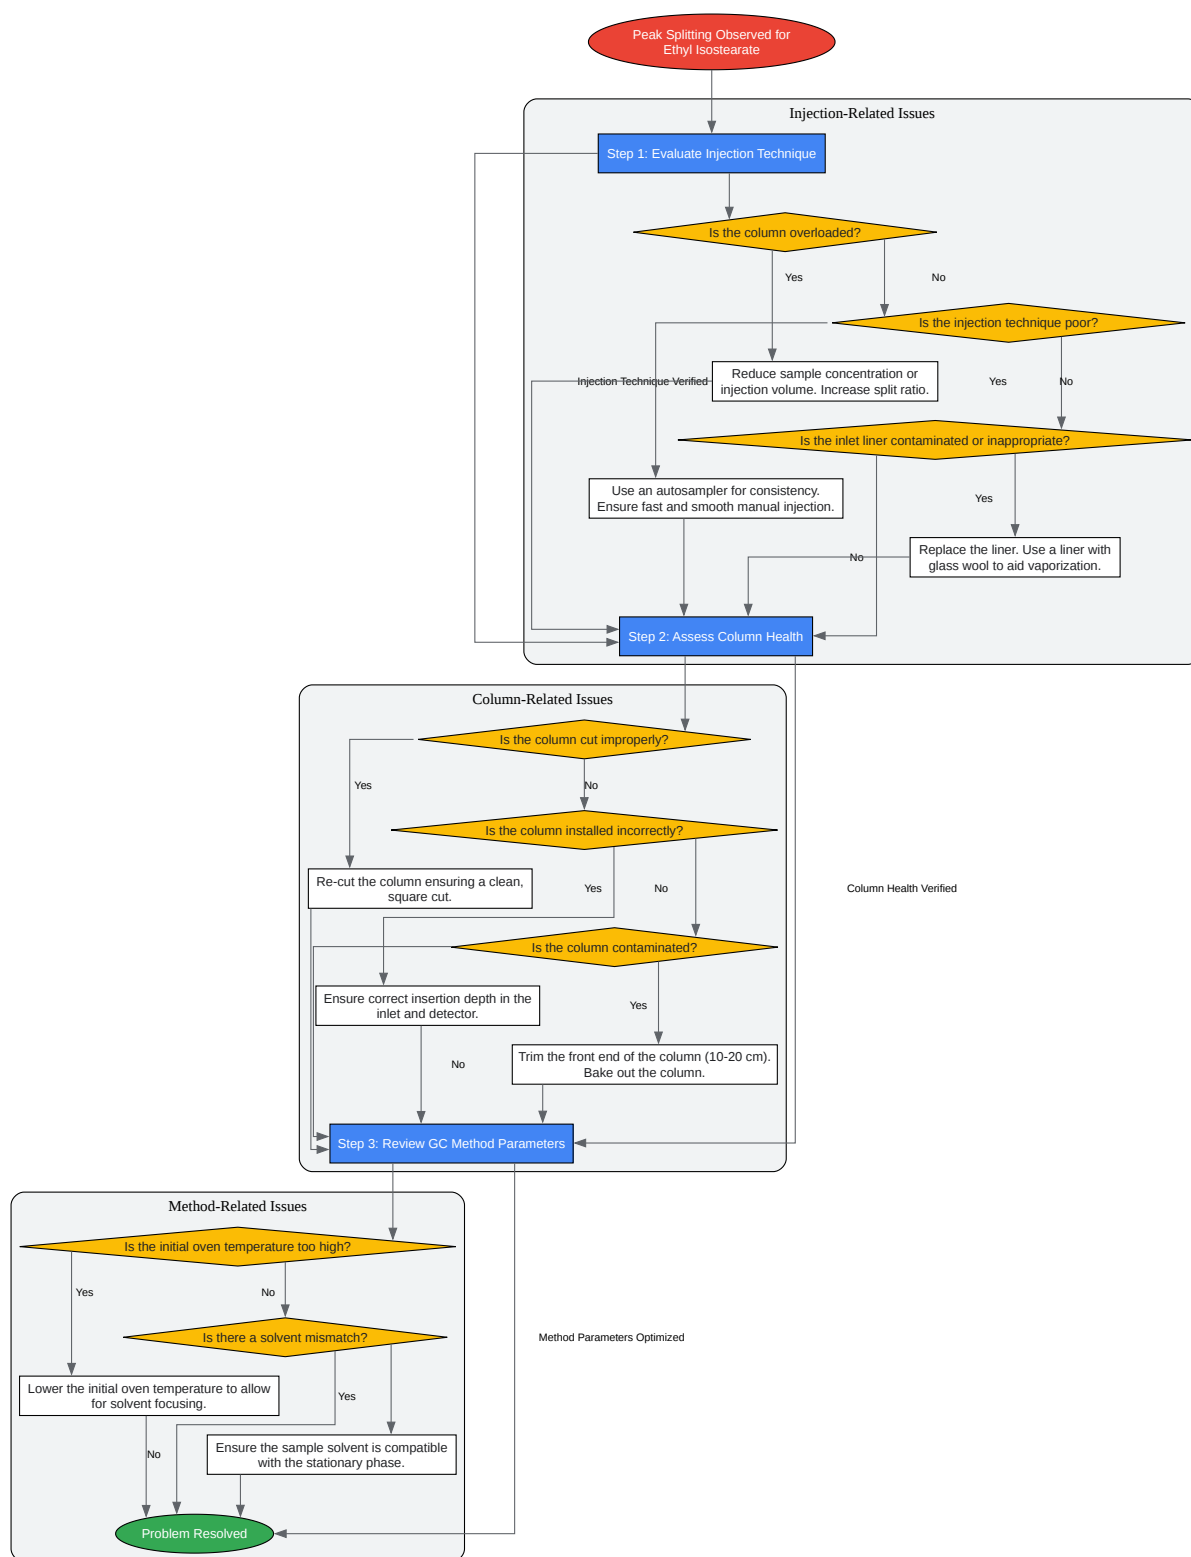 Peak Splitting Observed for
Ethyl Isostearate
Injection-Related Issues
Step 1: Evaluate Injection Technique
Is the column overloaded?
Yes
No
Is the injection technique poor?
Reduce sample concentration or
injection volume. Increase split ratio.
Injection Technique Verified
Yes
No
Is the inlet liner contaminated or inappropriate?
Use an autosampler for consistency.
Ensure fast and smooth manual injection.
Yes
Replace the liner. Use a liner with
glass wool to aid vaporization.
No
Step 2: Assess Column Health
Column-Related Issues
Is the column cut improperly?
Yes
No
Is the column installed incorrectly?
Re-cut the column ensuring a clean,
square cut.
Yes
No
Column Health Verified
Is the column contaminated?
Ensure correct insertion depth in the
inlet and detector.
Yes
No
Trim the front end of the column (10-20 cm).
Bake out the column.
Step 3: Review GC Method Parameters
Method-Related Issues
Is the initial oven temperature too high?
Yes
No
Is there a solvent mismatch?
Method Parameters Optimized
Lower the initial oven temperature to allow
for solvent focusing.
Yes
No
Ensure the sample solvent is compatible
with the stationary phase.
Problem Resolved